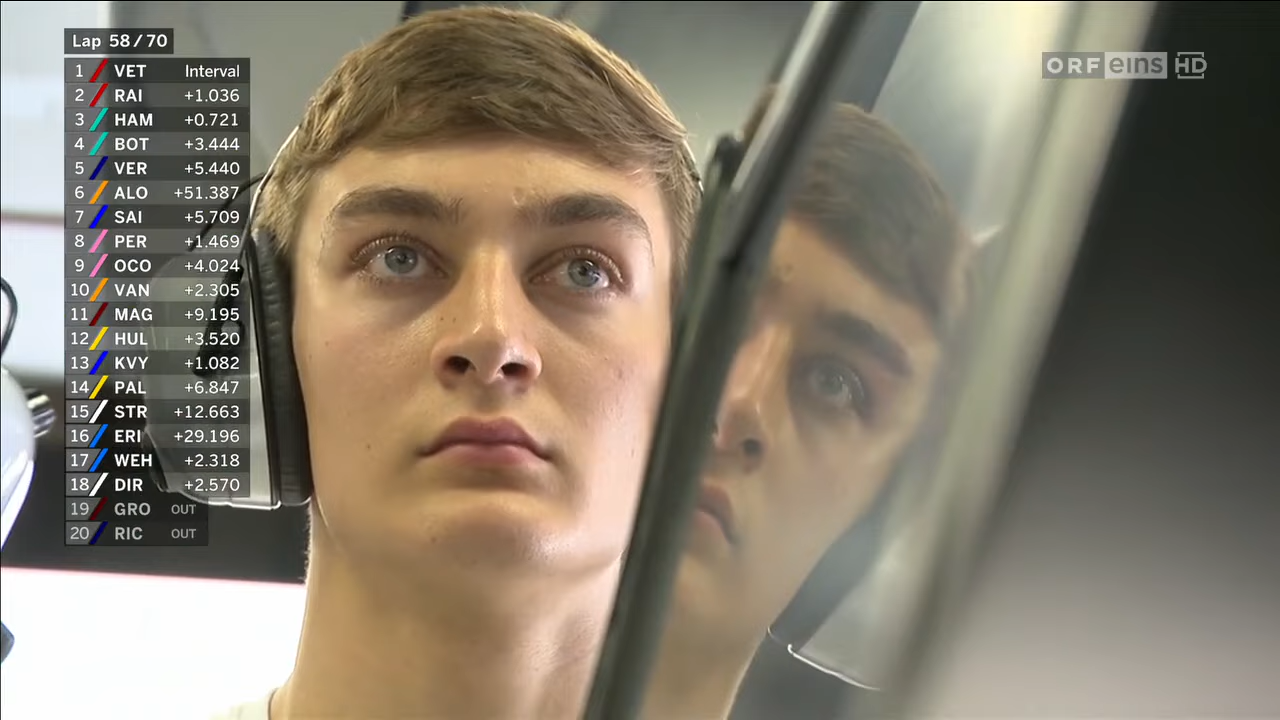 Lap 58 / 70
ORF eins HD
1 VET Interval
2 RAI +1.036
3 HAM +0.721
4 BOT +3.444
5 VER +5.440
6 ALO +51.387
7 SAI +5.709
8 PER +1.469
9 OCO +4.024
10 VAN +2.305
11 MAG +9.195
12 HUL +3.520
13 KVY +1.082
14 PAL +6.847
15 STR +12.663
16 ERI +29.196
17 WEH +2.318
18 DIR +2.570
19 GRO OUT
20 RIC OUT